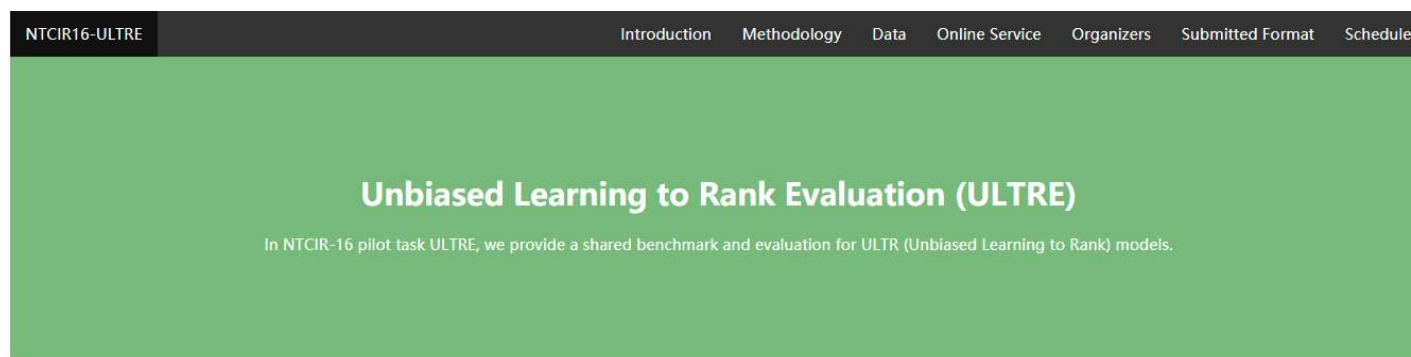 NTCIR16-ULTRE Introduction Methodology Data Online Service Organizers Submitted Format Schedule
Unbiased Learning to Rank Evaluation (ULTRE)
In NTCIR-16 pilot task ULTRE, we provide a shared benchmark and evaluation for ULTR (Unbiased Learning to Rank) models.